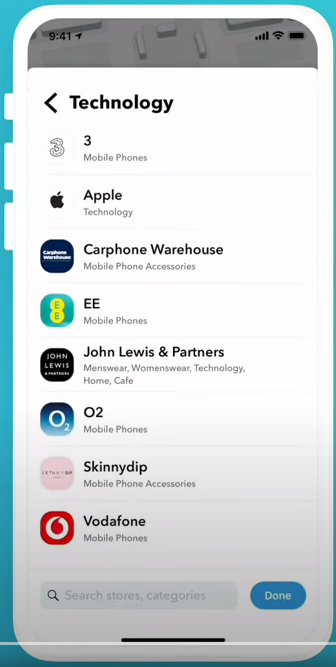 9:41
Technology
3
3
Mobile Phones
Apple
Technology
Carphone
Warehouse
Carphone Warehouse
Mobile Phone Accessories
EE
EE
Mobile Phones
JOHN
LEWIS
& PARTNERS
John Lewis & Partners
Menswear, Womenswear, Technology,
Home, Cafe
O2
O2
Mobile Phones
SKINNYDIP
Skinnydip
Mobile Phone Accessories
Vodafone
Mobile Phones
Search stores, categories
Done